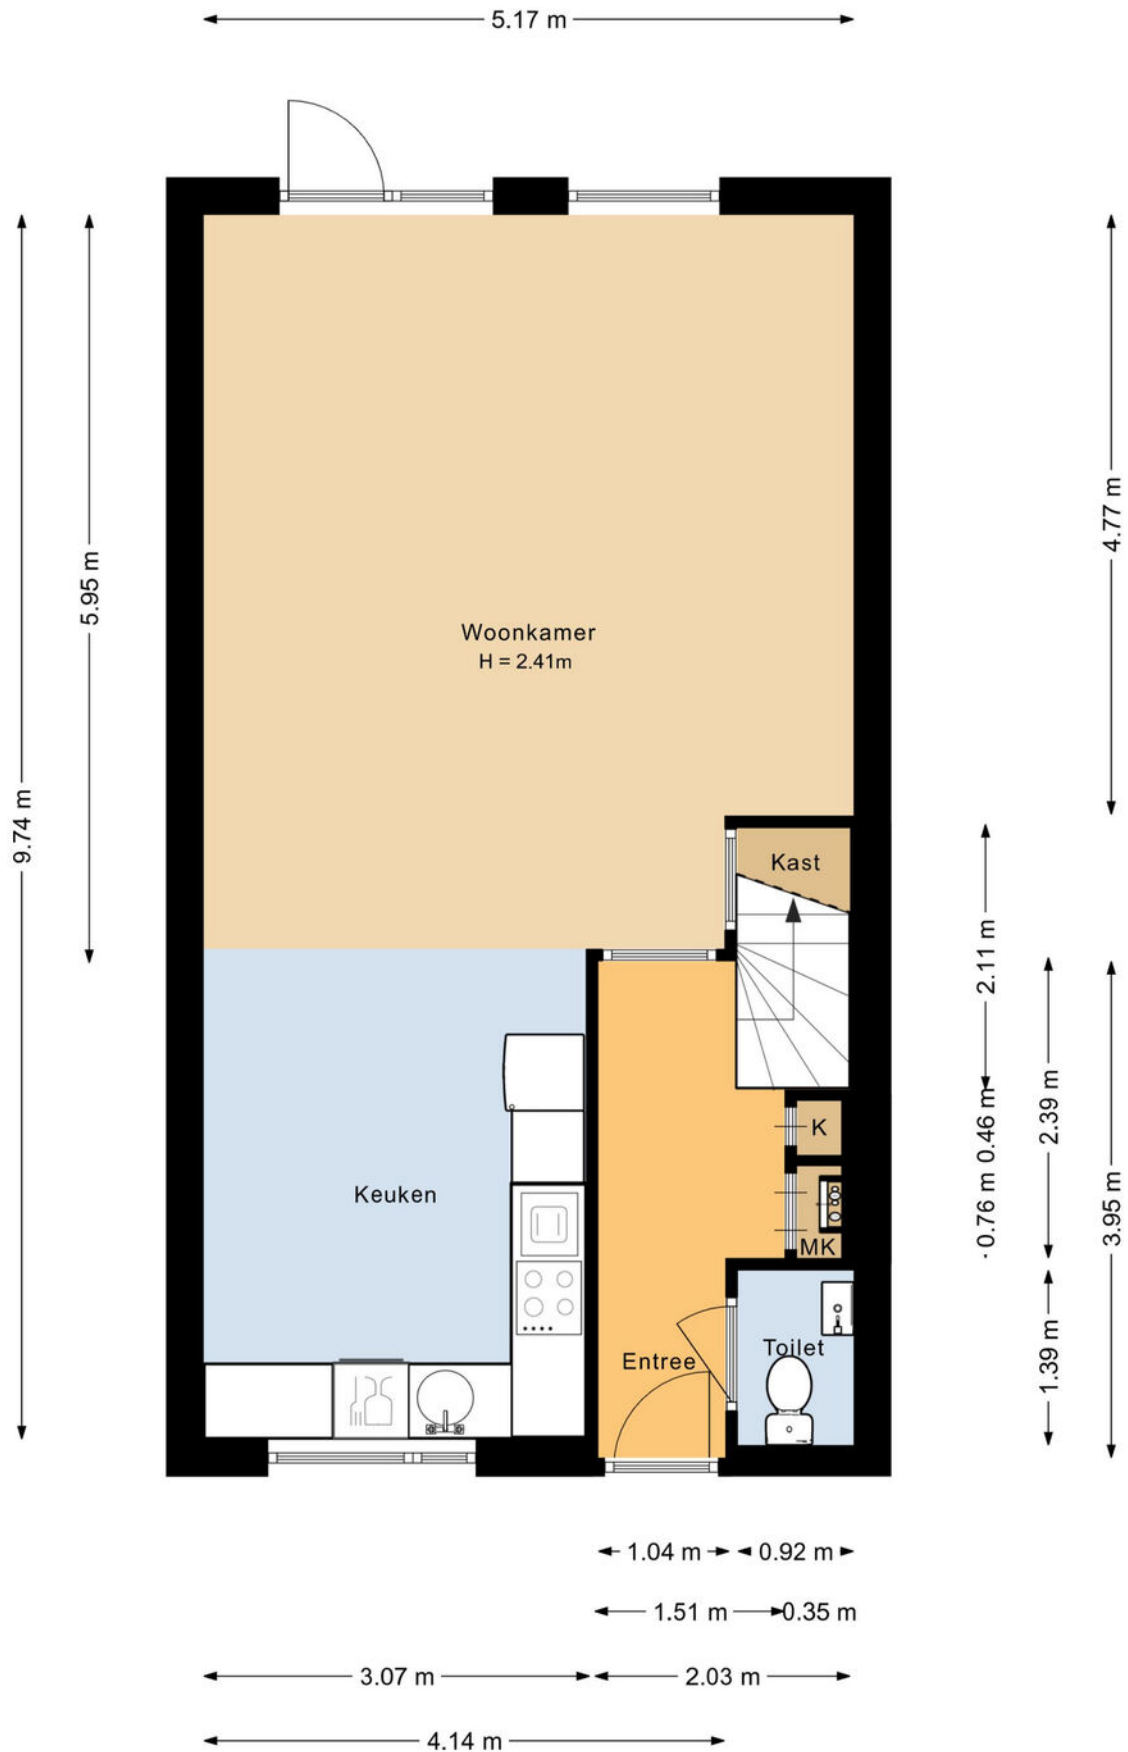 5.17 m
9.74 m
5.95 m
4.77 m
Woonkamer
H = 2.41m
Kast
2.11 m
0.46 m
0.76 m
2.39 m
3.95 m
1.39 m
K
MK
Keuken
Entree
Toilet
1.04 m
0.92 m
1.51 m
0.35 m
3.07 m
2.03 m
4.14 m